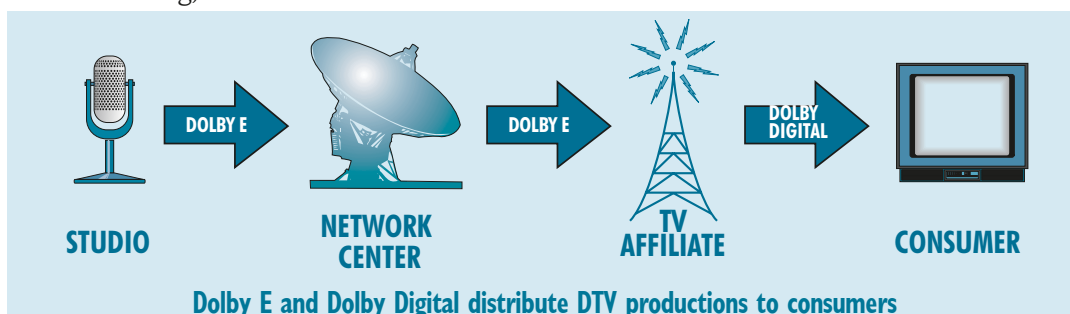 DOLBY E
DOLBY E
DOLBY
DIGITAL
STUDIO
NETWORK
CENTER
TV
AFFILIATE
CONSUMER
Dolby E and Dolby Digital distribute DTV productions to consumers